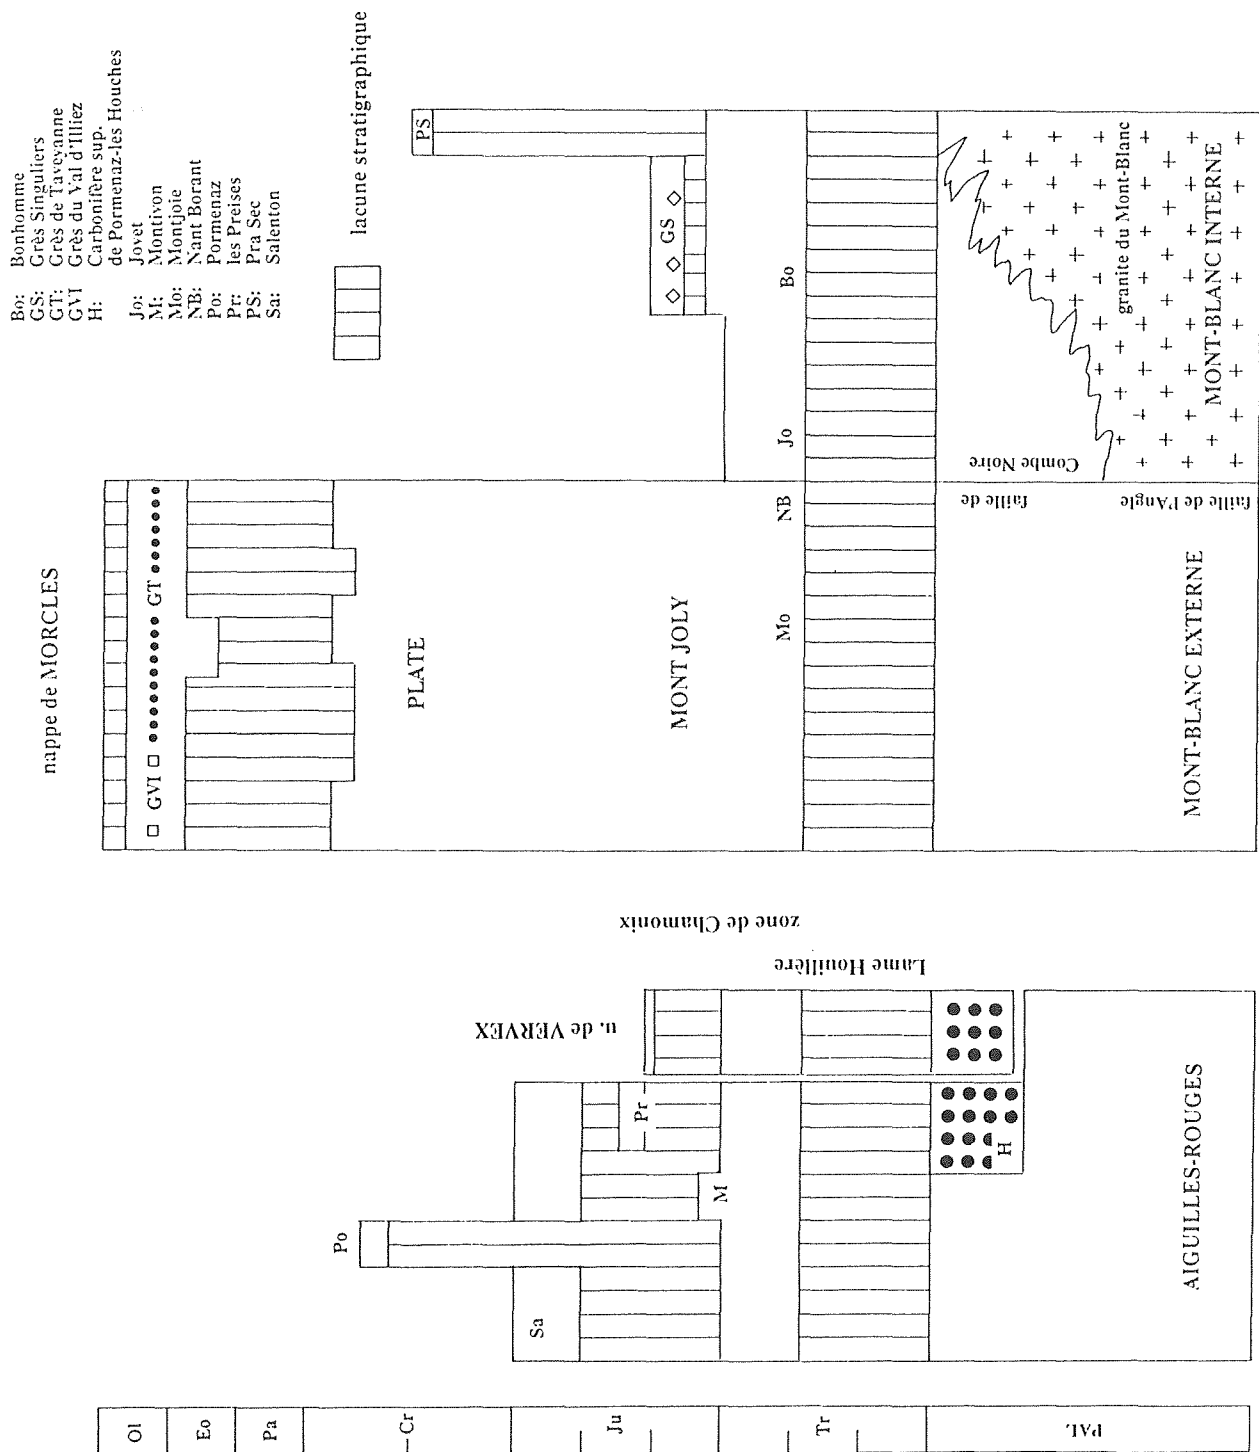 Bo: Bonhomme
GS: Grès Singuliers
GT: Grès de Taveyanne
GVI Grès du Val d'Illiez
H: Carbonifère sup.
de Pormenaz-les Houches
Jo: Jovet
M: Montivon
Mo: Montjoie
NB: Nant Borant
Po: Pormenaz
Pr: les Preises
PS: Pra Sec
Sa: Salenton
lacune stratigraphique
nappe de MORCLES
GVI
GT
PLATE
MONT JOLY
Mo
NB
Jo
Bo
GS
PS
faille de
Combe Noire
faille de l'Angle
granite du Mont-Blanc
MONT-BLANC INTERNE
MONT-BLANC EXTERNE
zone de Chamonix
Lame Houillère
u. de VERVEX
Po
Sa
Pr
M
H
AIGUILLES-ROUGES
Ol
Eo
Pa
Cr
Ju
Tr
PAL